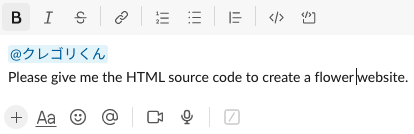 @クレゴリくん
Please give me the HTML source code to create a flower website.